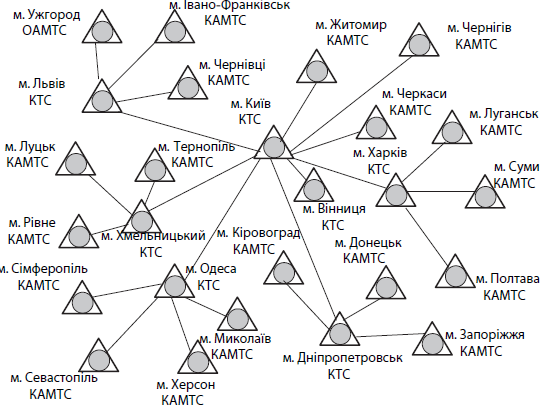 м. Ужгород
ОАМТС
м. Івано-Франківськ
КАМТС
м. Житомир
КАМТС
м. Чернігів
КАМТС
м. Львів
КТС
м. Чернівці
КАМТС
м. Київ
КТС
м. Черкаси
КАМТС
м. Луганськ
КАМТС
м. Луцьк
КАМТС
м. Тернопіль
КАМТС
м. Харків
КТС
м. Суми
КАМТС
м. Вінниця
КТС
м. Рівне
КАМТС
м. Хмельницький
КТС
м. Кіровоград
КАМТС
м. Донецьк
КАМТС
м. Сімферопіль
КАМТС
м. Одеса
КТС
м. Полтава
КАМТС
м. Миколаїв
КАМТС
м. Запоріжжя
КАМТС
м. Дніпропетровськ
КТС
м. Севастопіль
КАМТС
м. Херсон
КАМТС